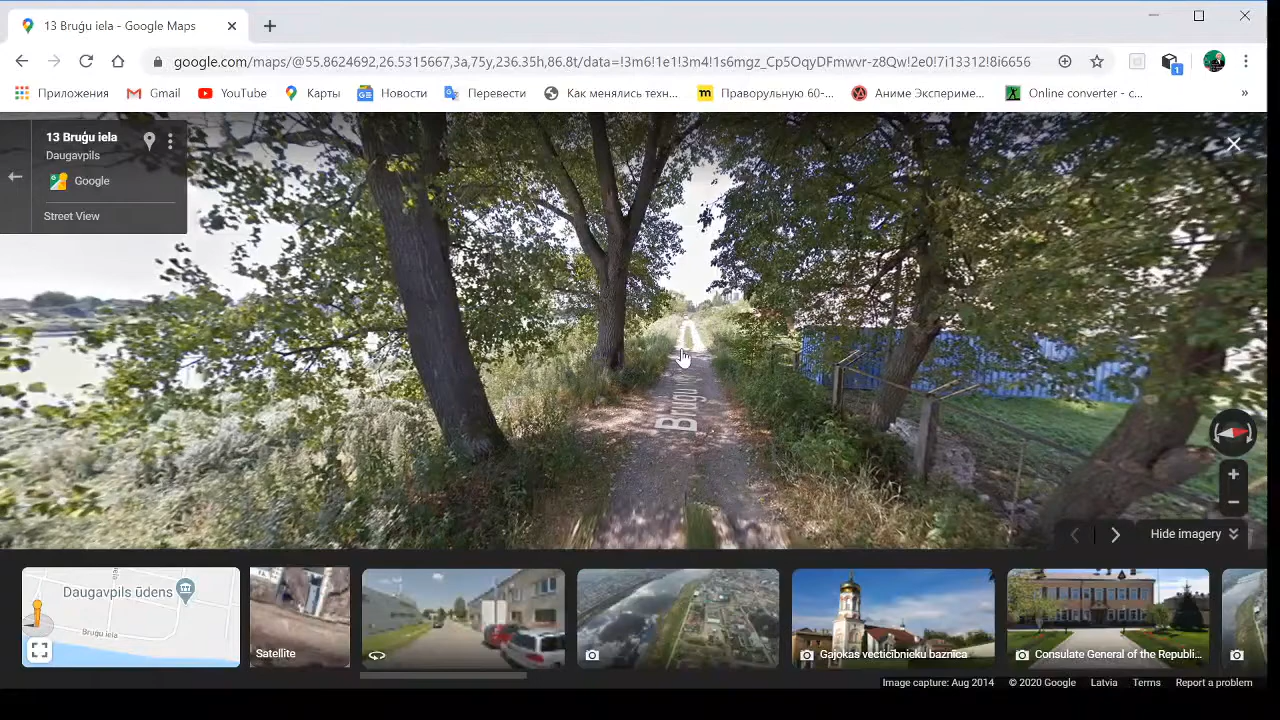 13 Bruģu iela - Google Maps
google.com/maps/@55.8624692,26.5315667,3a,75y,233.35h,86.8t/data=!3m6!1e1!3m4!1s6mgz_Cp5OqyDFmwvr-z8Qw!2e0!7i13312!8i6656
Приложения
Gmail
YouTube
Карты
Новости
Перевести
Как менялись техн...
Праворульную 60-...
Аниме Эксперимe...
Online converter - c...
»
1
13 Bruģu iela
Daugavpils
Google
Street View
Bruģu
Hide imagery
Daugavpils ūdens
Bruģu iela
Satellite
Gajokas vecticībnieku baznīca
Consulate General of the Republi...
Image capture: Aug 2014 © 2020 Google Latvia Terms Report a problem